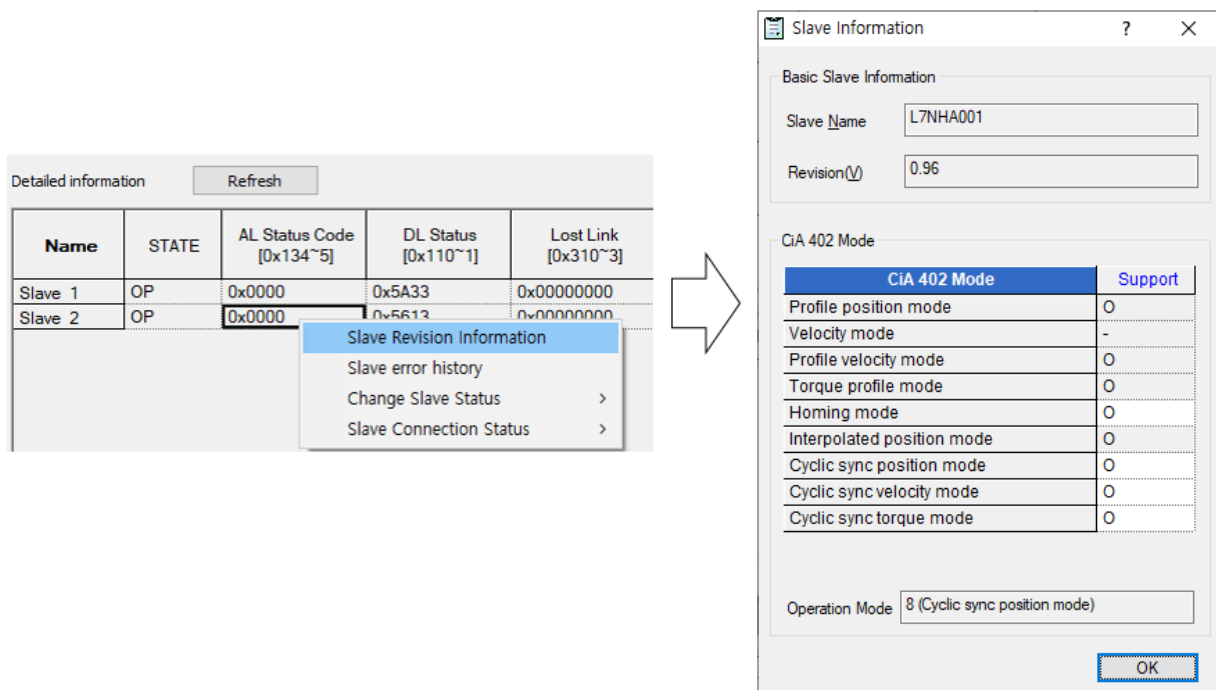 Detailed information Refresh
Name STATE AL Status Code [0x134~5] DL Status [0x110~1] Lost Link [0x310~3]
Slave 1 OP 0x0000 0x5A33 0x00000000
Slave 2 OP 0x0000 0x5613 0x00000000
Slave Revision Information
Slave error history
Change Slave Status >
Slave Connection Status >
Slave Information ? ×
Basic Slave Information
Slave Name L7NHA001
Revision(V) 0.96
CiA 402 Mode
CiA 402 Mode Support
Profile position mode O
Velocity mode -
Profile velocity mode O
Torque profile mode O
Homing mode O
Interpolated position mode O
Cyclic sync position mode O
Cyclic sync velocity mode O
Cyclic sync torque mode O
Operation Mode 8 (Cyclic sync position mode)
OK